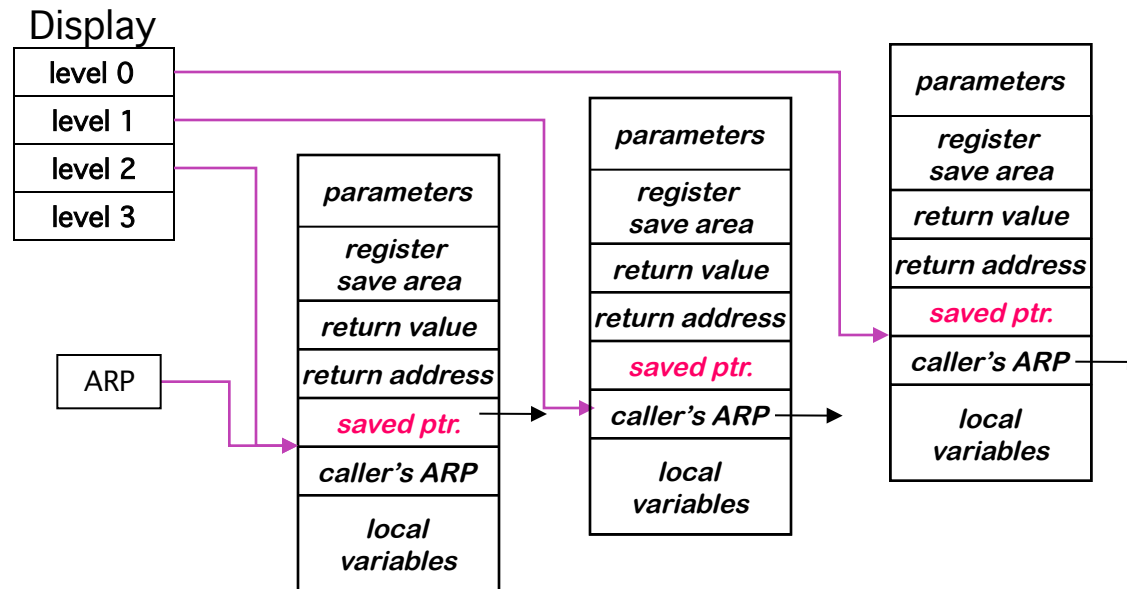 Display
level 0
level 1
level 2
level 3
ARP
parameters
register
save area
return value
return address
saved ptr.
caller's ARP
local
variables
parameters
register
save area
return value
return address
saved ptr.
caller's ARP
local
variables
parameters
register
save area
return value
return address
saved ptr.
caller's ARP
local
variables